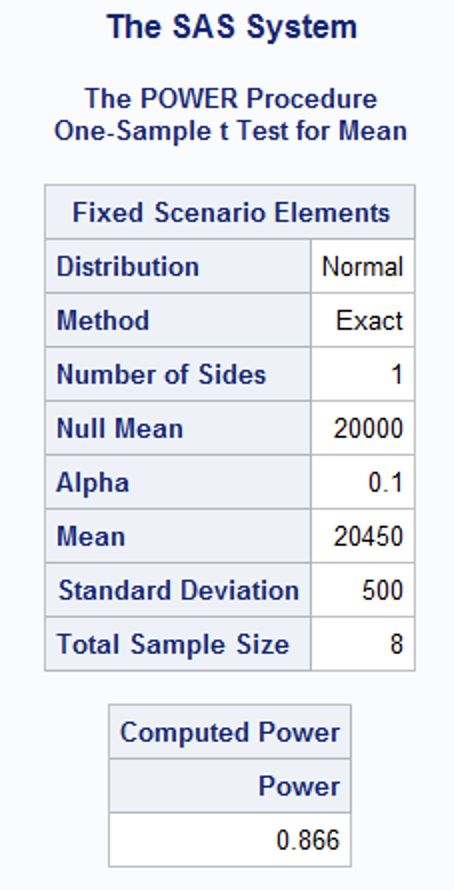 The SAS System
The POWER Procedure
One-Sample t Test for Mean
Fixed Scenario Elements
Distribution Normal
Method Exact
Number of Sides 1
Null Mean 20000
Alpha 0.1
Mean 20450
Standard Deviation 500
Total Sample Size 8
Computed Power
Power
0.866